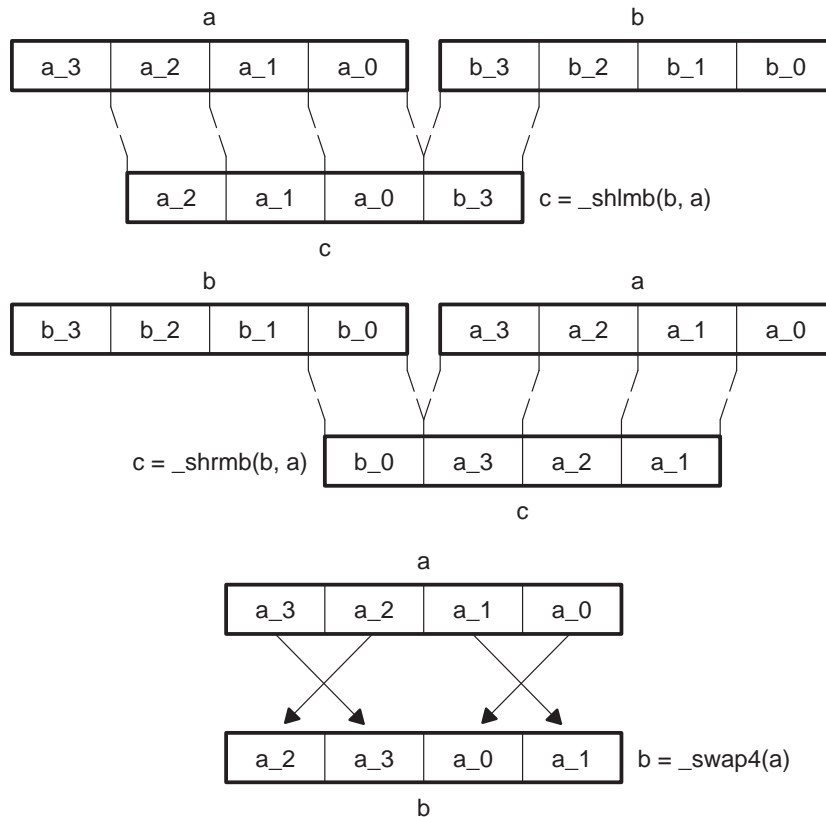 a b
a_3 a_2 a_1 a_0 b_3 b_2 b_1 b_0
a_2 a_1 a_0 b_3 c = _shlmb(b, a)
c
b a
b_3 b_2 b_1 b_0 a_3 a_2 a_1 a_0
c = _shrmb(b, a) b_0 a_3 a_2 a_1
c
a
a_3 a_2 a_1 a_0
a_2 a_3 a_0 a_1 b = _swap4(a)
b